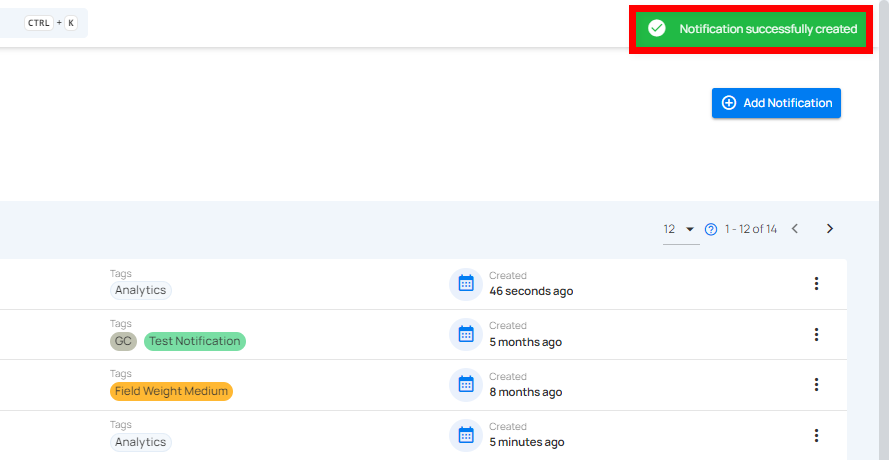 CTRL + K
Notification successfully created
Add Notification
12 1 - 12 of 14
Tags
Analytics
Created
46 seconds ago
Tags
GC Test Notification
Created
5 months ago
Tags
Field Weight Medium
Created
8 months ago
Tags
Analytics
Created
5 minutes ago